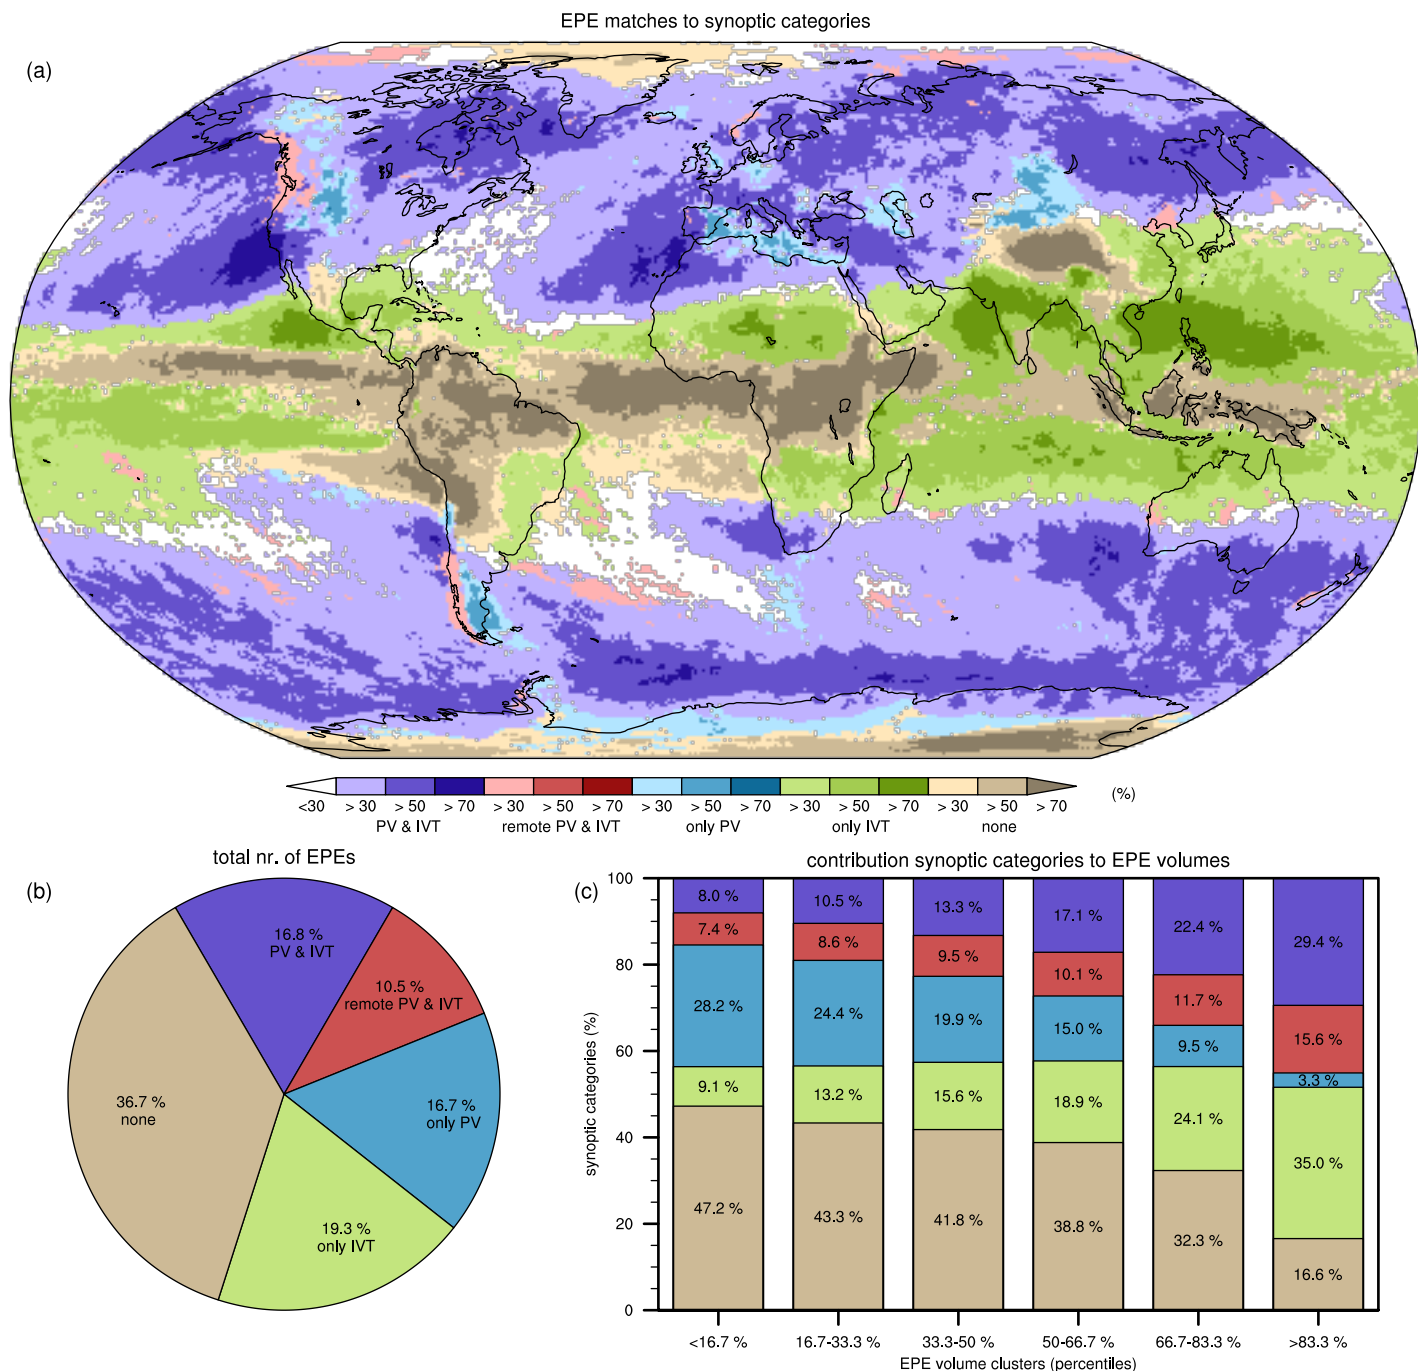 EPE matches to synoptic categories
(a)
<30 > 30 > 50 > 70 > 30 > 50 > 70 > 30 > 50 > 70 > 30 > 50 > 70 > 30 > 50 > 70 (%)
PV & IVT remote PV & IVT only PV only IVT none
total nr. of EPEs
(b)
16.8 %
PV & IVT
10.5 %
remote PV & IVT
36.7 %
none
16.7 %
only PV
19.3 %
only IVT
contribution synoptic categories to EPE volumes
(c)
synoptic categories (%)
100
80
60
40
20
0
8.0 % 10.5 % 13.3 % 17.1 % 22.4 % 29.4 %
7.4 % 8.6 % 9.5 % 10.1 % 11.7 % 15.6 %
28.2 % 24.4 % 19.9 % 15.0 % 9.5 % 3.3 %
9.1 % 13.2 % 15.6 % 18.9 % 24.1 % 35.0 %
47.2 % 43.3 % 41.8 % 38.8 % 32.3 % 16.6 %
<16.7 % 16.7-33.3 % 33.3-50 % 50-66.7 % 66.7-83.3 % >83.3 %
EPE volume clusters (percentiles)